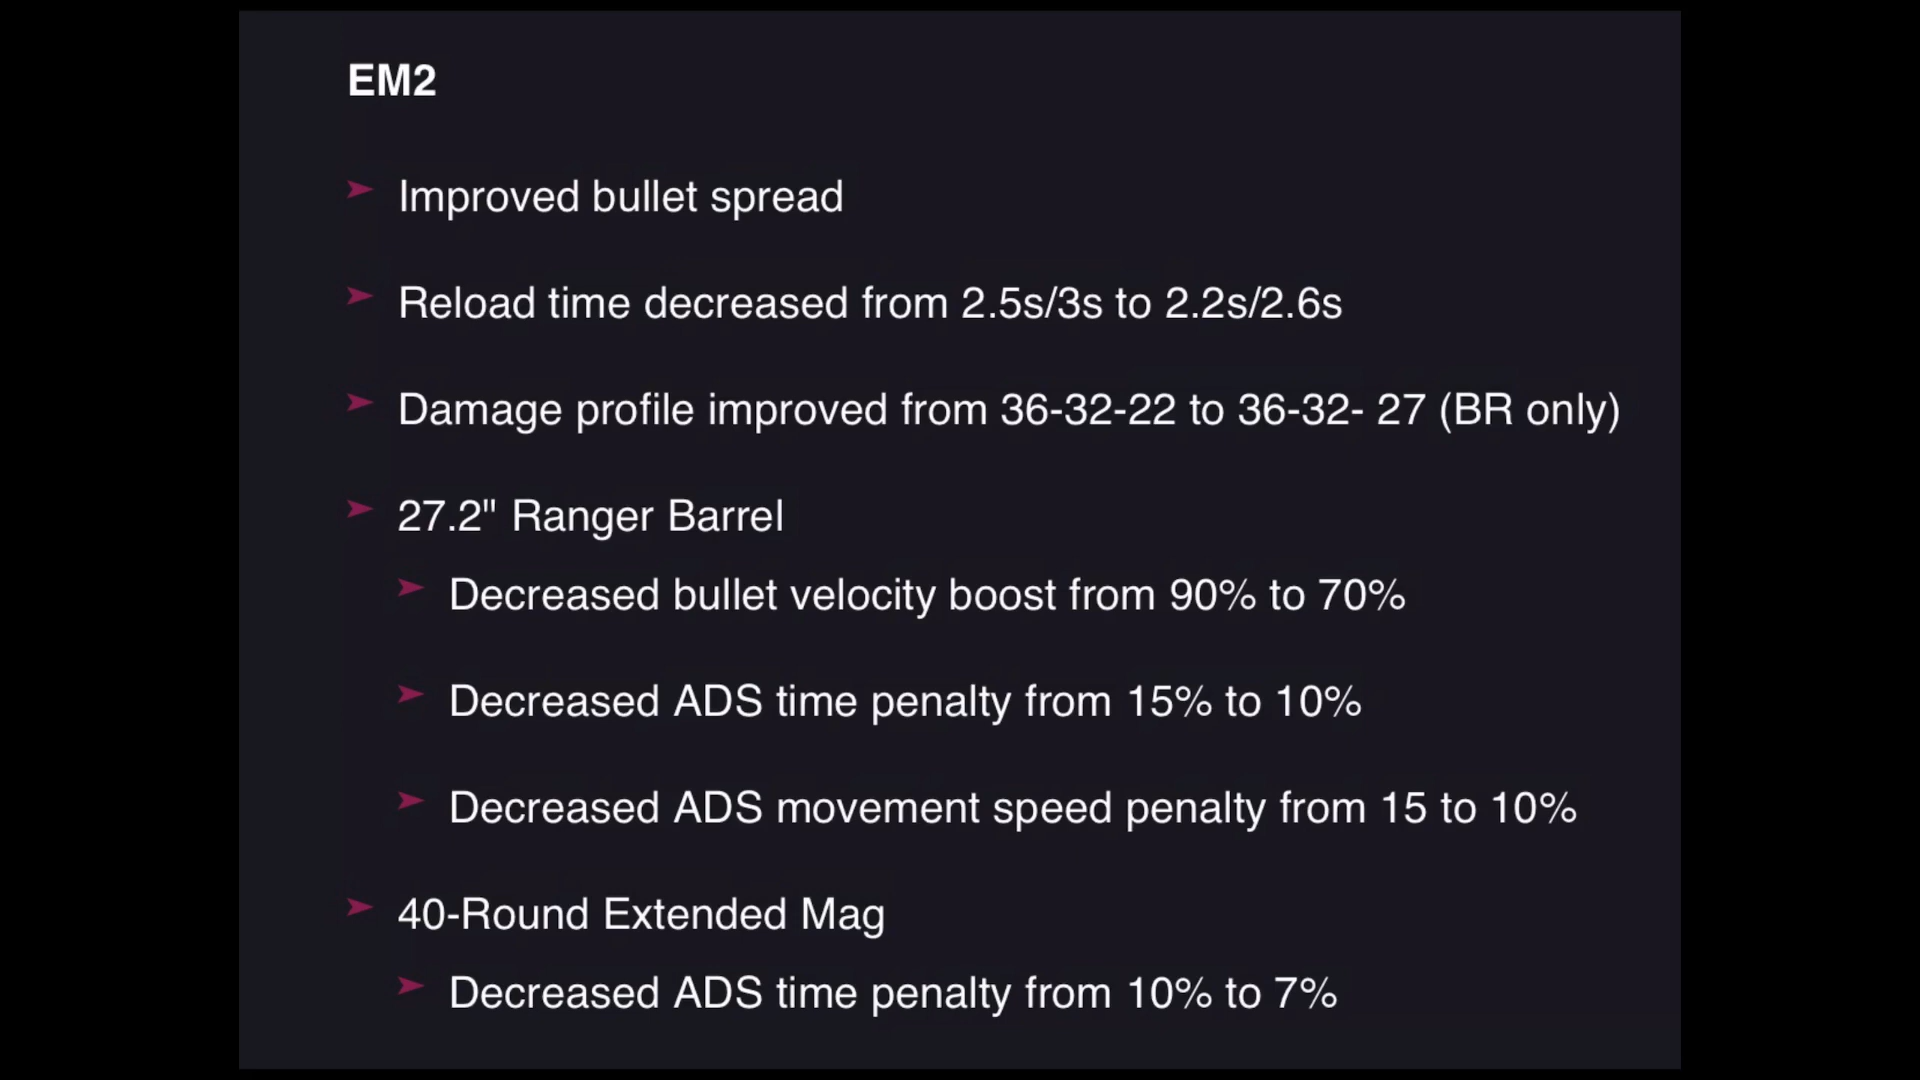 EM2
Improved bullet spread
Reload time decreased from 2.5s/3s to 2.2s/2.6s
Damage profile improved from 36-32-22 to 36-32- 27 (BR only)
27.2" Ranger Barrel
Decreased bullet velocity boost from 90% to 70%
Decreased ADS time penalty from 15% to 10%
Decreased ADS movement speed penalty from 15 to 10%
40-Round Extended Mag
Decreased ADS time penalty from 10% to 7%